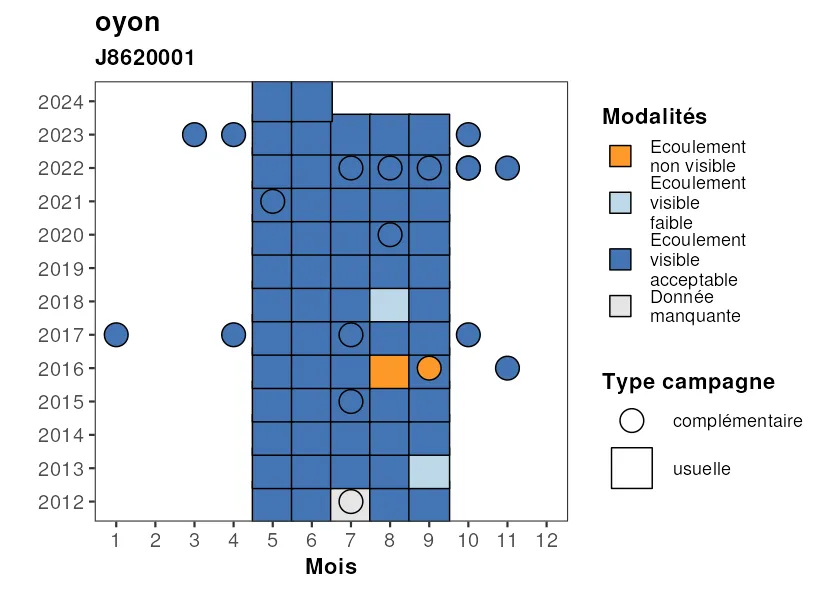 oyon
J8620001
2024
2023
2022
2021
2020
2019
2018
2017
2016
2015
2014
2013
2012
1 2 3 4 5 6 7 8 9 10 11 12
Mois
Modalités
Ecoulement
non visible
Ecoulement
visible
faible
Ecoulement
visible
acceptable
Donnée
manquante
Type campagne
complémentaire
usuelle